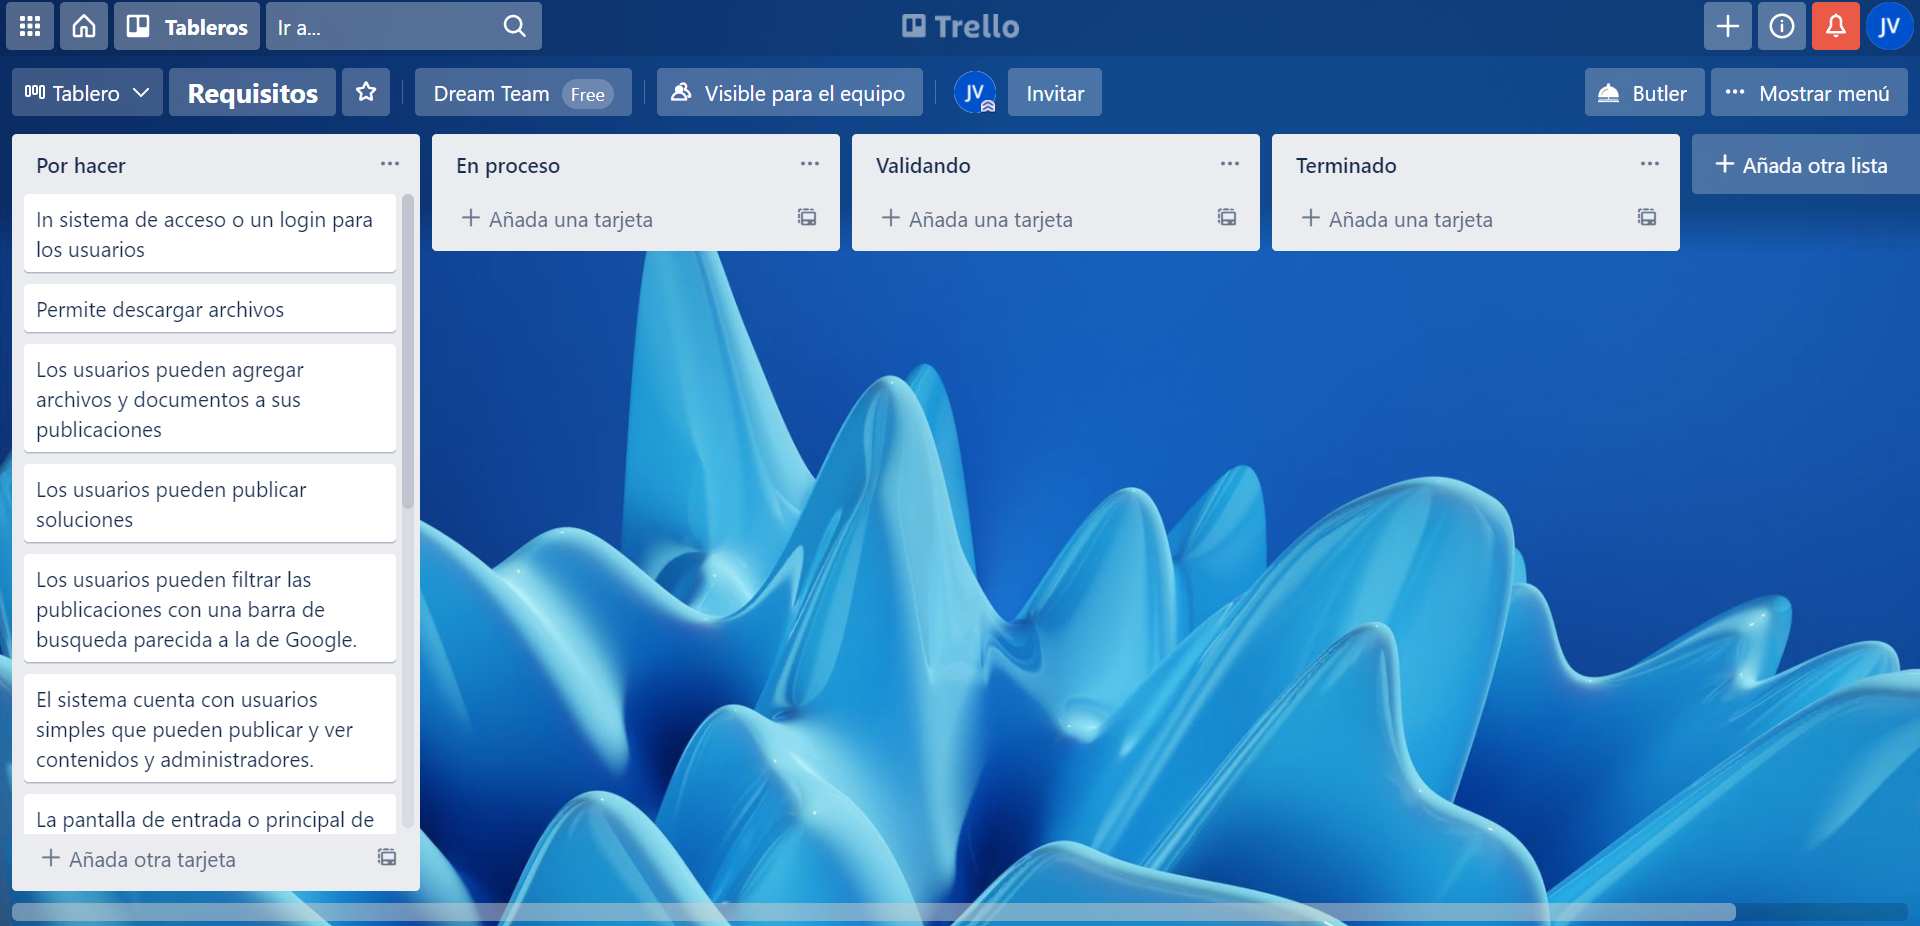 Tableros
Ir a...
Trello
JV
Tablero
Requisitos
Dream Team Free
Visible para el equipo
JV
Invitar
Butler
Mostrar menú
Por hacer
In sistema de acceso o un login para
los usuarios
Permite descargar archivos
Los usuarios pueden agregar
archivos y documentos a sus
publicaciones
Los usuarios pueden publicar
soluciones
Los usuarios pueden filtrar las
publicaciones con una barra de
busqueda parecida a la de Google.
El sistema cuenta con usuarios
simples que pueden publicar y ver
contenidos y administradores.
La pantalla de entrada o principal de
+ Añada otra tarjeta
En proceso
+ Añada una tarjeta
Validando
+ Añada una tarjeta
Terminado
+ Añada una tarjeta
+ Añada otra lista